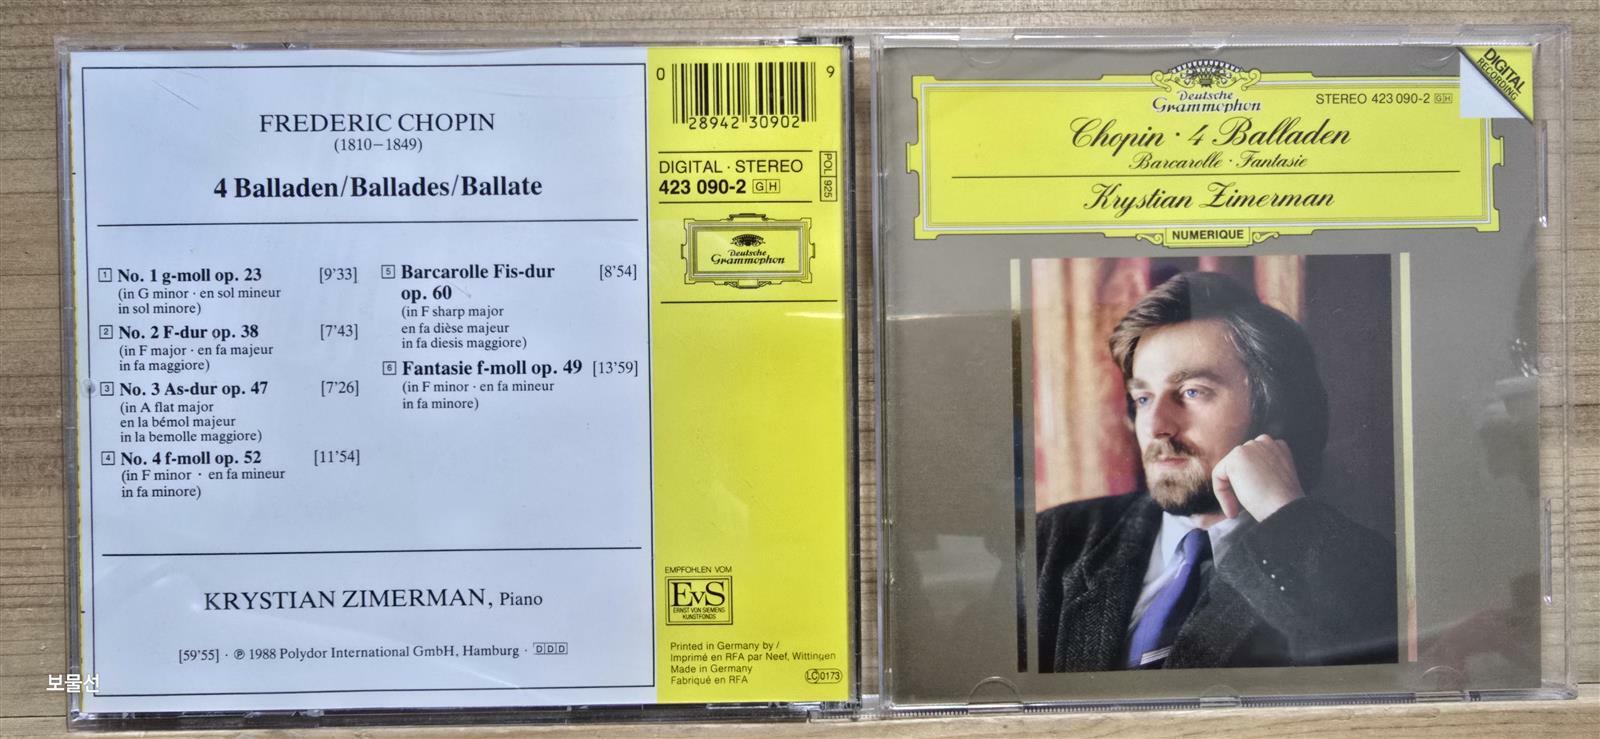 FREDERIC CHOPIN
(1810–1849)
4 Balladen/Ballades/Ballate
1 No. 1 g-moll op. 23 [9'33]
(in G minor · en sol mineur
in sol minore)
2 No. 2 F-dur op. 38 [7'43]
(in F major · en fa majeur
in fa maggiore)
3 No. 3 As-dur op. 47 [7'26]
(in A flat major
en la bémol majeur
in la bemolle maggiore)
4 No. 4 f-moll op. 52 [11'54]
(in F minor · en fa mineur
in fa minore)
5 Barcarolle Fis-dur [8'54]
op. 60
(in F sharp major
en fa dièse majeur
in fa diesis maggiore)
6 Fantasie f-moll op. 49 [13'59]
(in F minor · en fa mineur
in fa minore)
KRYSTIAN ZIMERMAN, Piano
[59'55] · ℗ 1988 Polydor International GmbH, Hamburg · DDD
보물선
0 28942 30902 9
DIGITAL · STEREO
423 090-2 GH
POL 925
Deutsche
Grammophon
EMPFOHLEN VOM
EvS
ERNST VON SIEMENS
KUNSTFONDS
Printed in Germany by /
Imprimé en RFA par Neef, Wittingen
Made in Germany
Fabriqué en RFA
LC 0173
DIGITAL
RECORDING
Deutsche
Grammophon
STEREO 423 090-2 GH
Chopin · 4 Balladen
Barcarolle · Fantasie
Krystian Zimerman
NUMERIQUE